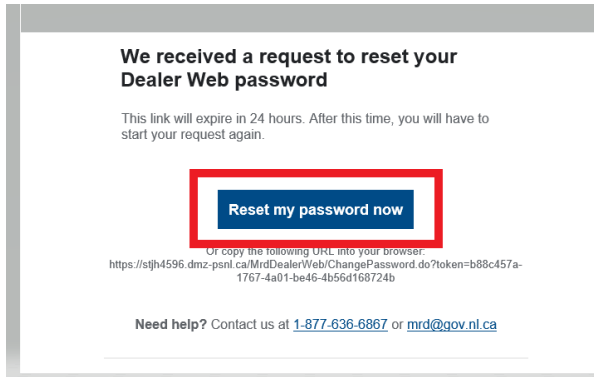 We received a request to reset your
Dealer Web password
This link will expire in 24 hours. After this time, you will have to
start your request again.
Reset my password now
Or copy the following URL into your browser:
https://stjh4596.dmz-psnl.ca/MrdDealerWeb/ChangePassword.do?token=b88c457a-
1767-4a01-be46-4b56d168724b
Need help? Contact us at 1-877-636-6867 or mrd@gov.nl.ca